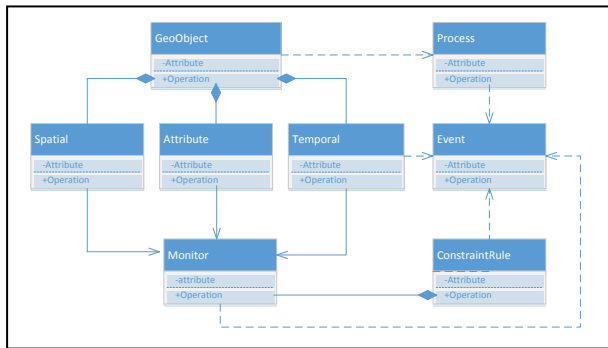 GeoObject
-Attribute
+Operation
Process
-Attribute
+Operation
Spatial
-Attribute
+Operation
Attribute
-Attribute
+Operation
Temporal
-Attribute
+Operation
Event
-Attribute
+Operation
Monitor
-attribute
+Operation
ConstraintRule
-Attribute
+Operation